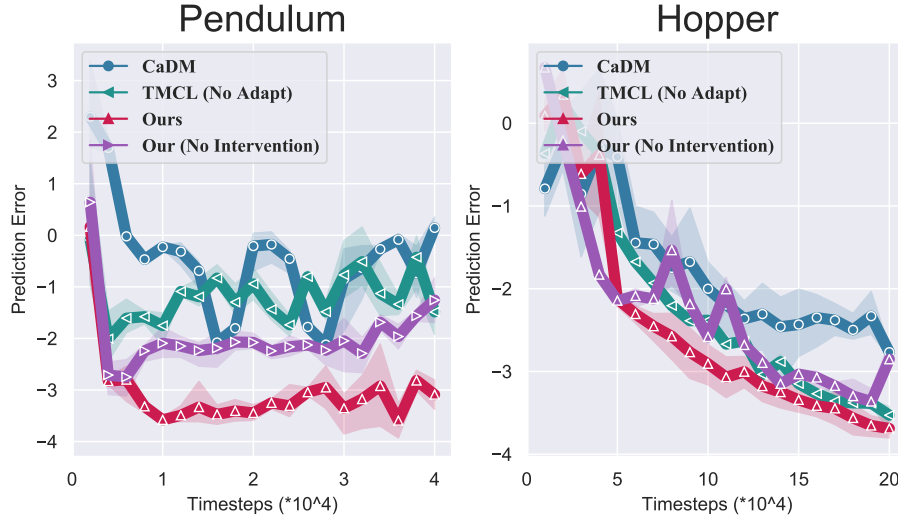 Pendulum
Hopper
CaDM
TMCL (No Adapt)
Ours
Our (No Intervention)
3
2
1
0
−1
−2
−3
−4
Prediction Error
0
1
2
3
4
Timesteps (*10^4)
CaDM
TMCL (No Adapt)
Ours
Our (No Intervention)
0
−1
−2
−3
−4
Prediction Error
0
5
10
15
20
Timesteps (*10^4)